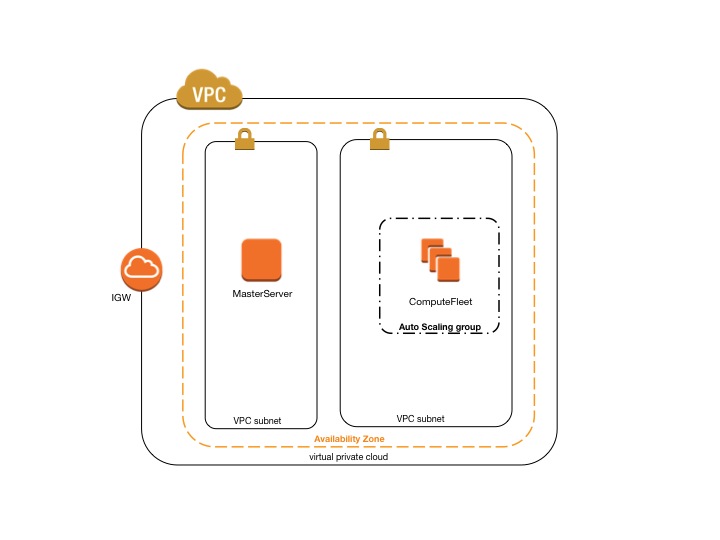 VPC
IGW
MasterServer
ComputeFleet
Auto Scaling group
VPC subnet
VPC subnet
Availability Zone
virtual private cloud